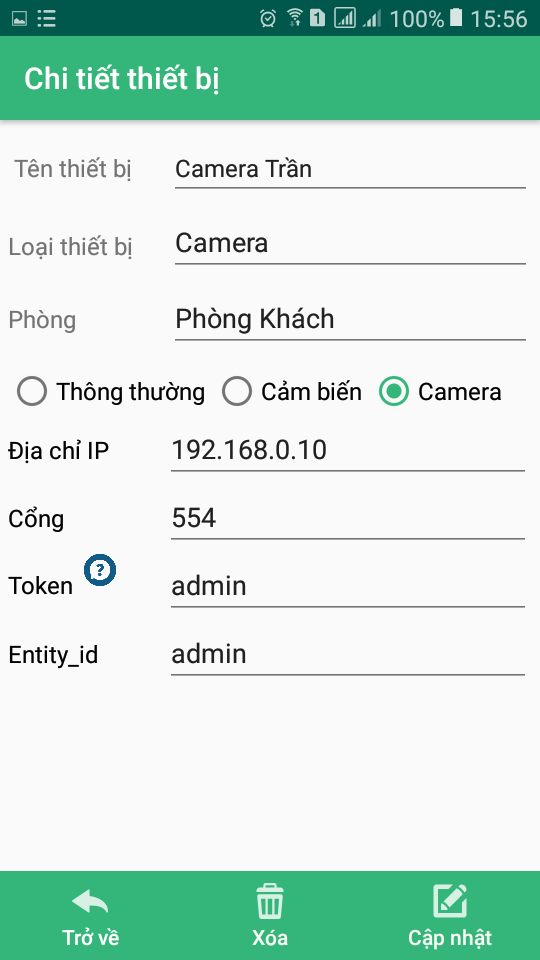 100% 15:56
Chi tiết thiết bị
Tên thiết bị Camera Trần
Loại thiết bị Camera
Phòng Phòng Khách
Thông thường Cảm biến Camera
Địa chỉ IP 192.168.0.10
Cổng 554
Token ? admin
Entity_id admin
Trở về Xóa Cập nhật